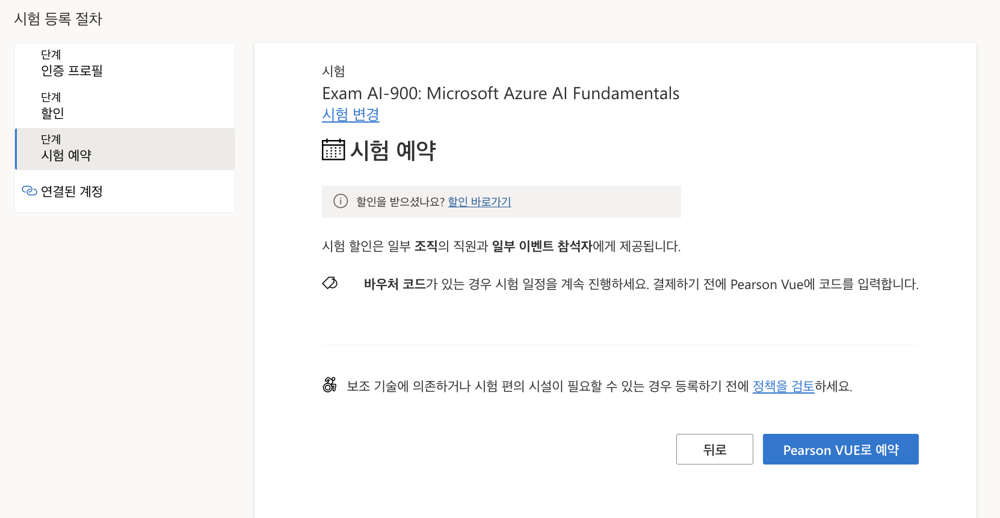 시험 등록 절차
단계
인증 프로필
단계
할인
단계
시험 예약
연결된 계정
시험
Exam AI-900: Microsoft Azure AI Fundamentals
시험 변경
시험 예약
할인을 받으셨나요? 할인 바로가기
시험 할인은 일부 조직의 직원과 일부 이벤트 참석자에게 제공됩니다.
바우처 코드가 있는 경우 시험 일정을 계속 진행하세요. 결제하기 전에 Pearson Vue에 코드를 입력합니다.
보조 기술에 의존하거나 시험 편의 시설이 필요할 수 있는 경우 등록하기 전에 정책을 검토하세요.
뒤로
Pearson VUE로 예약